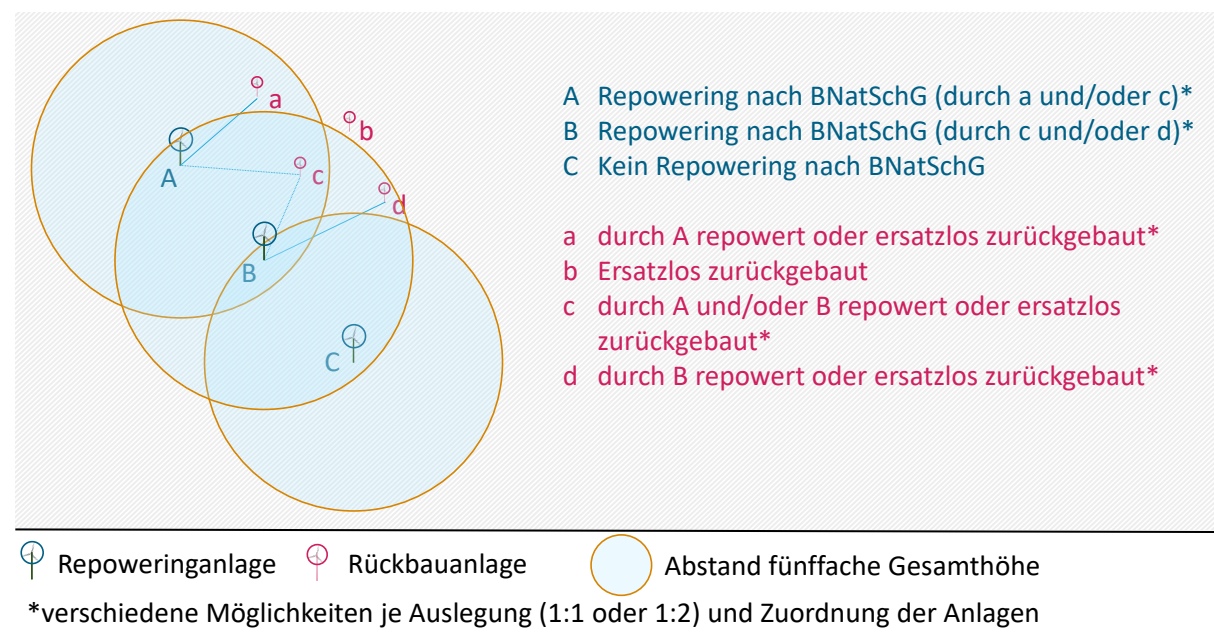 a
b
A
c
d
B
C
A Repowering nach BNatSchG (durch a und/oder c)*
B Repowering nach BNatSchG (durch c und/oder d)*
C Kein Repowering nach BNatSchG
a durch A repowert oder ersatzlos zurückgebaut*
b Ersatzlos zurückgebaut
c durch A und/oder B repowert oder ersatzlos
zurückgebaut*
d durch B repowert oder ersatzlos zurückgebaut*
Repoweringanlage Rückbauanlage Abstand fünffache Gesamthöhe
*verschiedene Möglichkeiten je Auslegung (1:1 oder 1:2) und Zuordnung der Anlagen